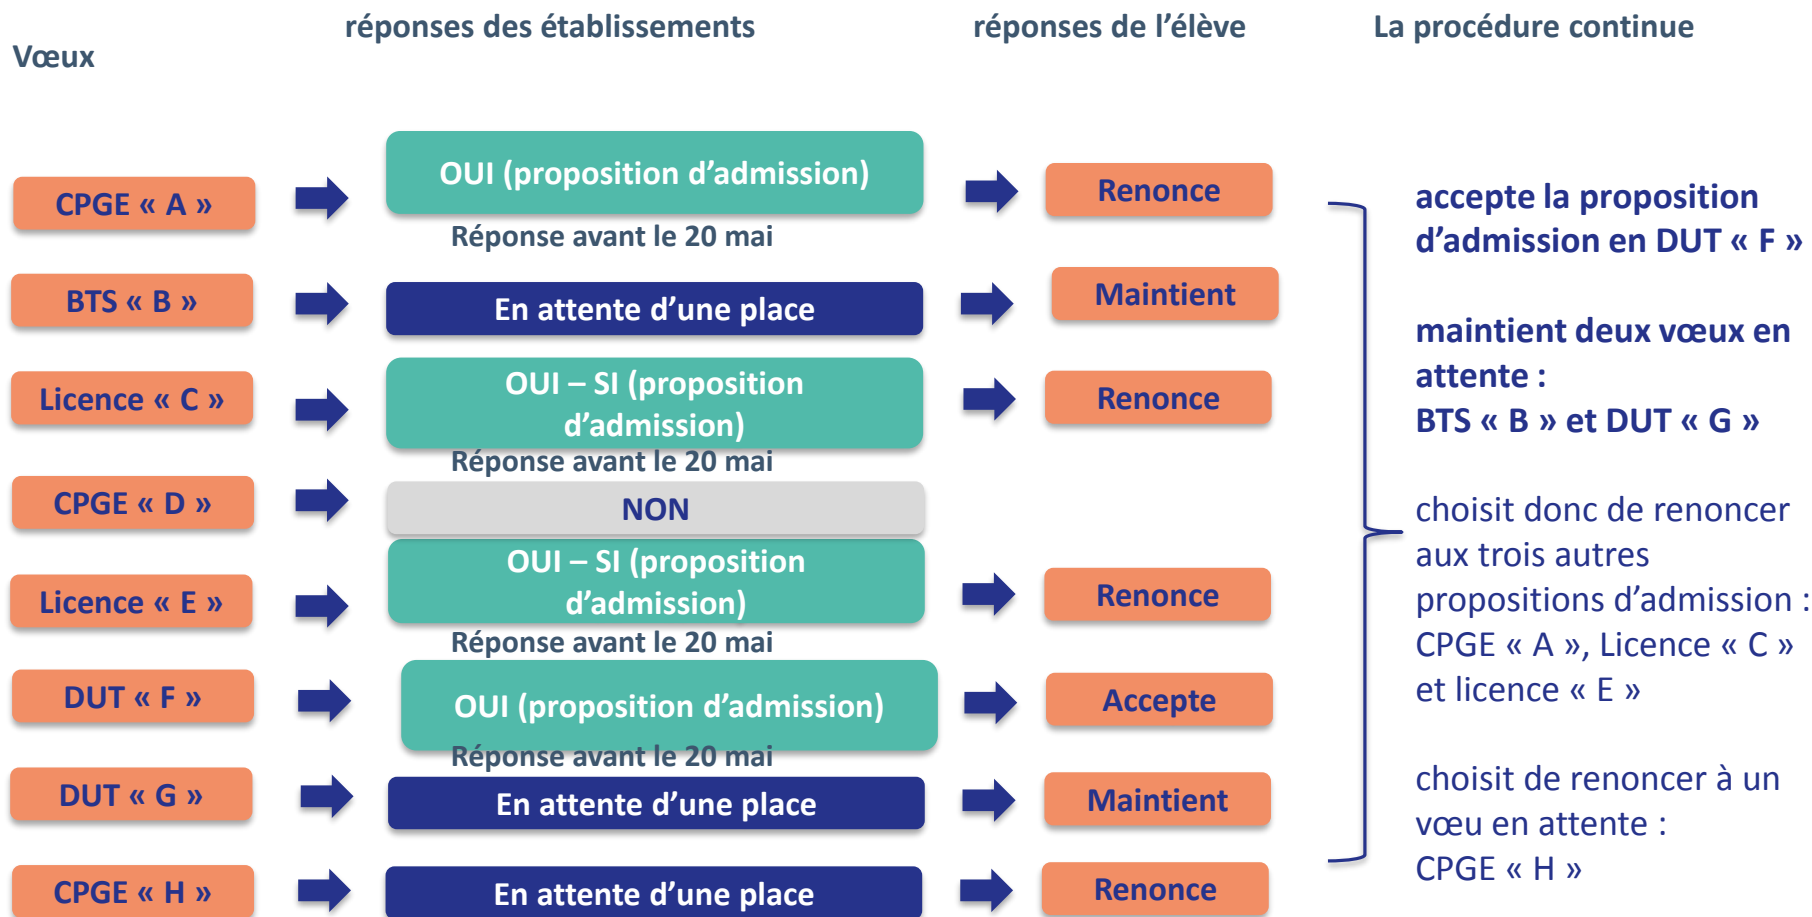 Vœux
réponses des établissements
réponses de l’élève
La procédure continue
CPGE « A »
OUI (proposition d’admission)
Réponse avant le 20 mai
Renonce
BTS « B »
En attente d’une place
Maintient
Licence « C »
OUI – SI (proposition
d’admission)
Réponse avant le 20 mai
Renonce
CPGE « D »
NON
Licence « E »
OUI – SI (proposition
d’admission)
Réponse avant le 20 mai
Renonce
DUT « F »
OUI (proposition d’admission)
Réponse avant le 20 mai
Accepte
DUT « G »
En attente d’une place
Maintient
CPGE « H »
En attente d’une place
Renonce
accepte la proposition
d’admission en DUT « F »
maintient deux vœux en
attente :
BTS « B » et DUT « G »
choisit donc de renoncer
aux trois autres
propositions d’admission :
CPGE « A », Licence « C »
et licence « E »
choisit de renoncer à un
vœu en attente :
CPGE « H »